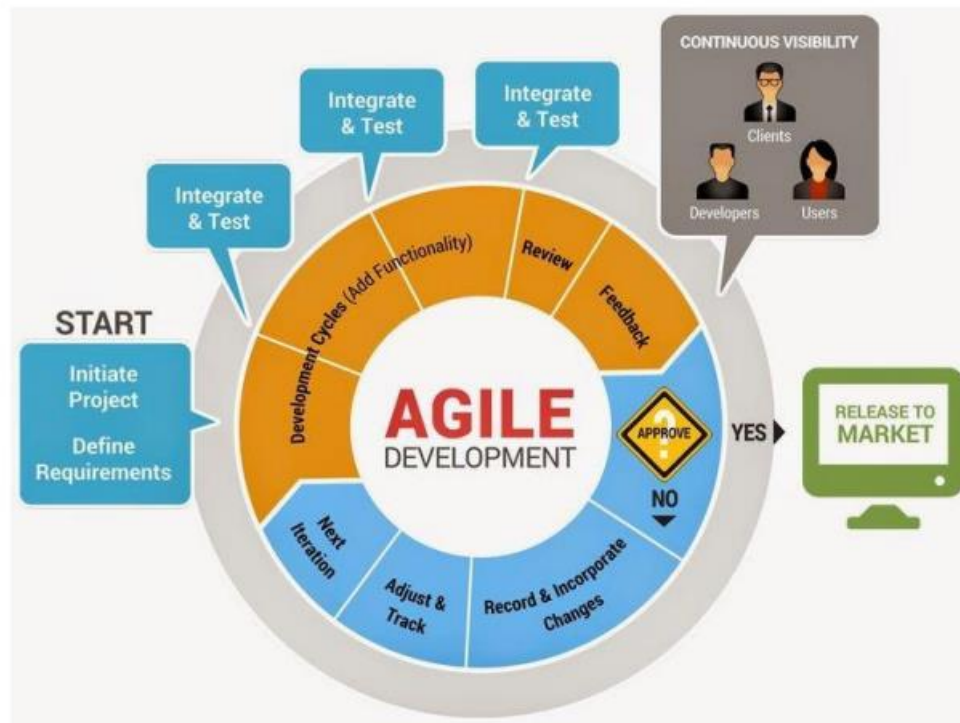 START
Initiate
Project
Define
Requirements
Integrate
& Test
Integrate
& Test
Integrate
& Test
CONTINUOUS VISIBILITY
Clients
Developers
Users
Development Cycles (Add Functionality)
Review
Feedback
?
APPROVE
YES
NO
RELEASE TO
MARKET
Record & Incorporate
Changes
Adjust &
Track
Next
Iteration
AGILE
DEVELOPMENT